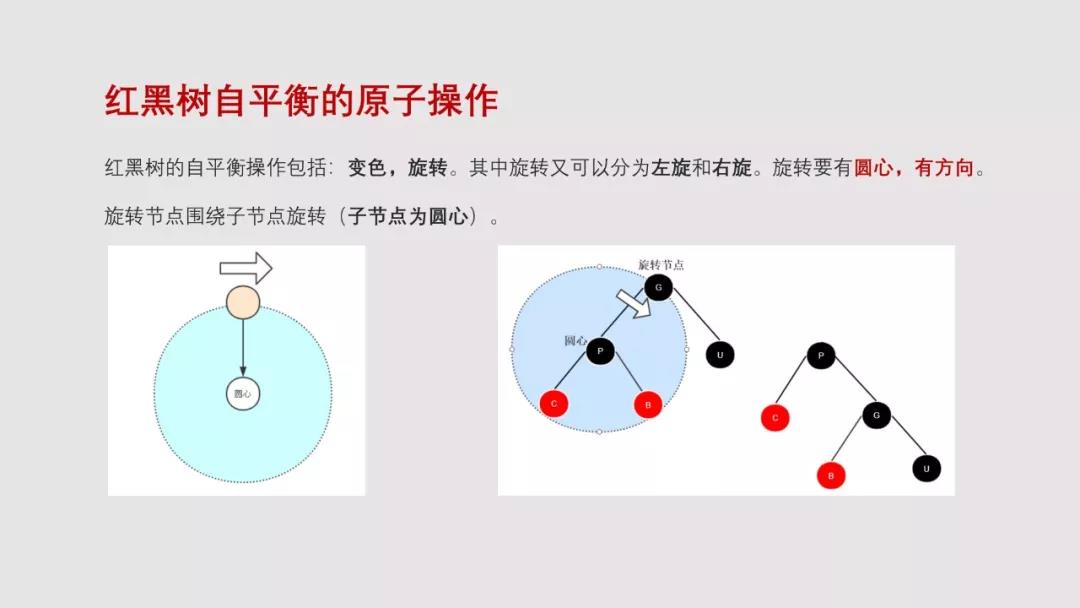 红黑树自平衡的原子操作
红黑树的自平衡操作包括：变色，旋转。其中旋转又可以分为左旋和右旋。旋转要有圆心，有方向。
旋转节点围绕子节点旋转（子节点为圆心）。
圆心
旋转节点
G
圆心
P
U
C
B
P
C
G
B
U